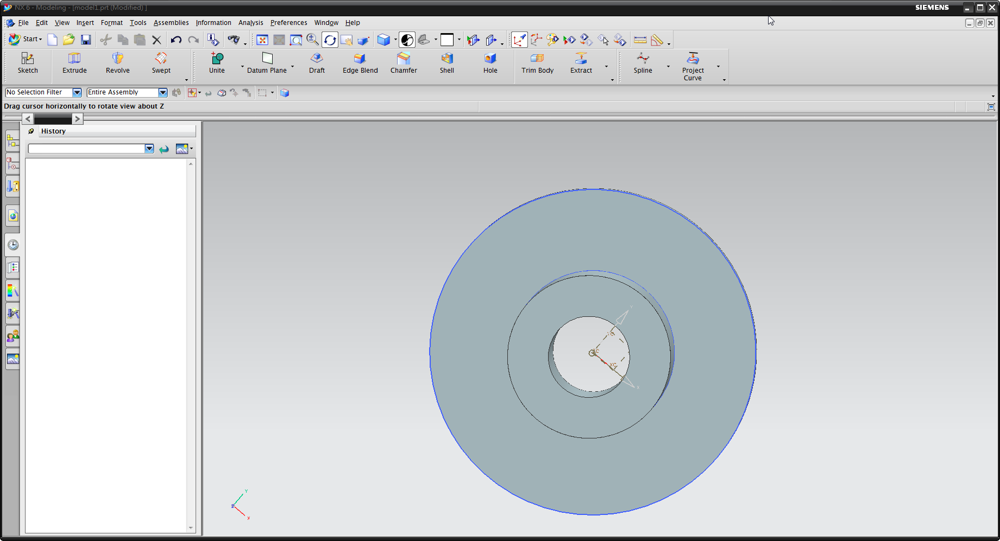 NX 6 - Modeling - [model1.prt (Modified) ]
SIEMENS
File Edit View Insert Format Tools Assemblies Information Analysis Preferences Window Help
Start
Sketch Extrude Revolve Swept Unite Datum Plane Draft Edge Blend Chamfer Shell Hole Trim Body Extract Spline Project Curve
No Selection Filter Entire Assembly
Drag cursor horizontally to rotate view about Z
History
Y
YC
XC
X
Y
Z
X